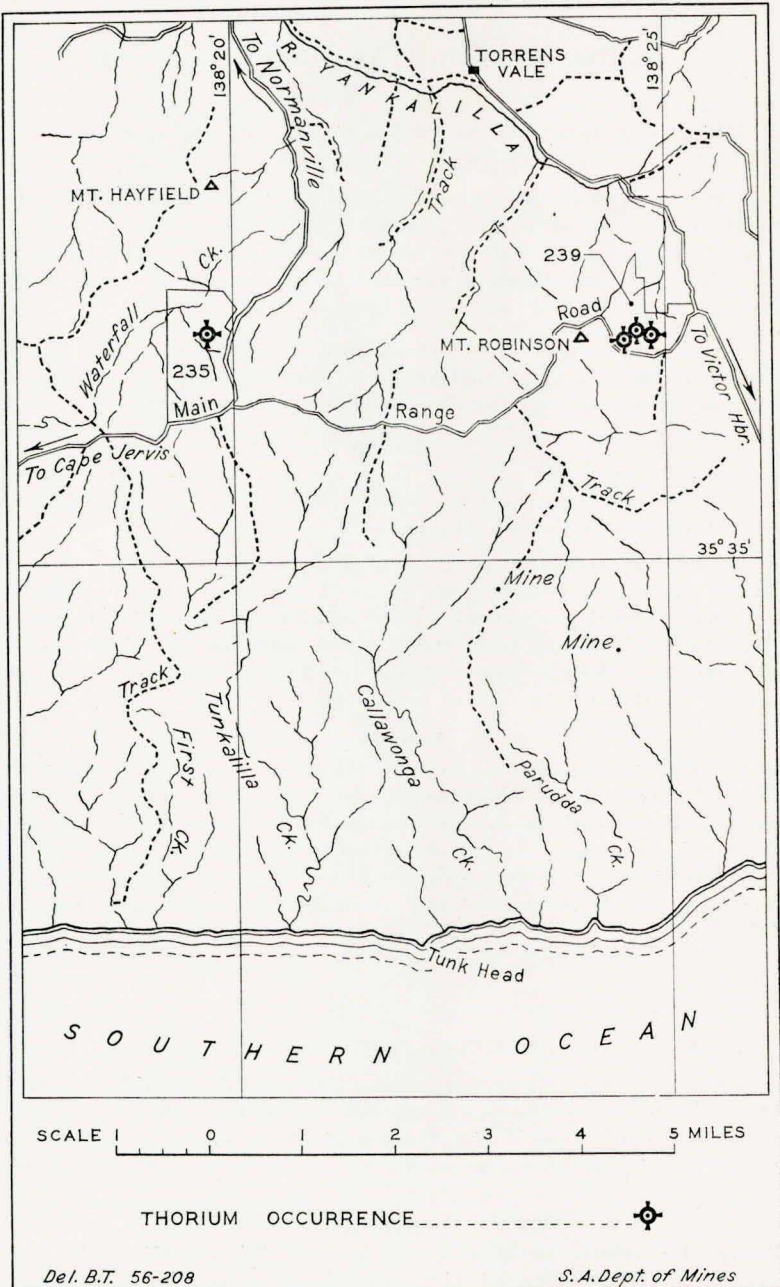 138° 20'
138° 25'
To Normanville
R. YANKALILLA
TORRENS
VALE
Track
MT. HAYFIELD
Ck.
Waterfall
239
Road
MT. ROBINSON
235
Main
Range
To Victor Hbr.
To Cape Jervis
Track
35° 35'
Mine
Mine
Track
First
Ck.
Tunkalilla
Ck.
Callawonga
Ck.
Parudda
Ck.
Tunk Head
SOUTHERN OCEAN
SCALE 1 0 1 2 3 4 5 MILES
THORIUM OCCURRENCE
Del. B.T. 56-208
S.A. Dept. of Mines